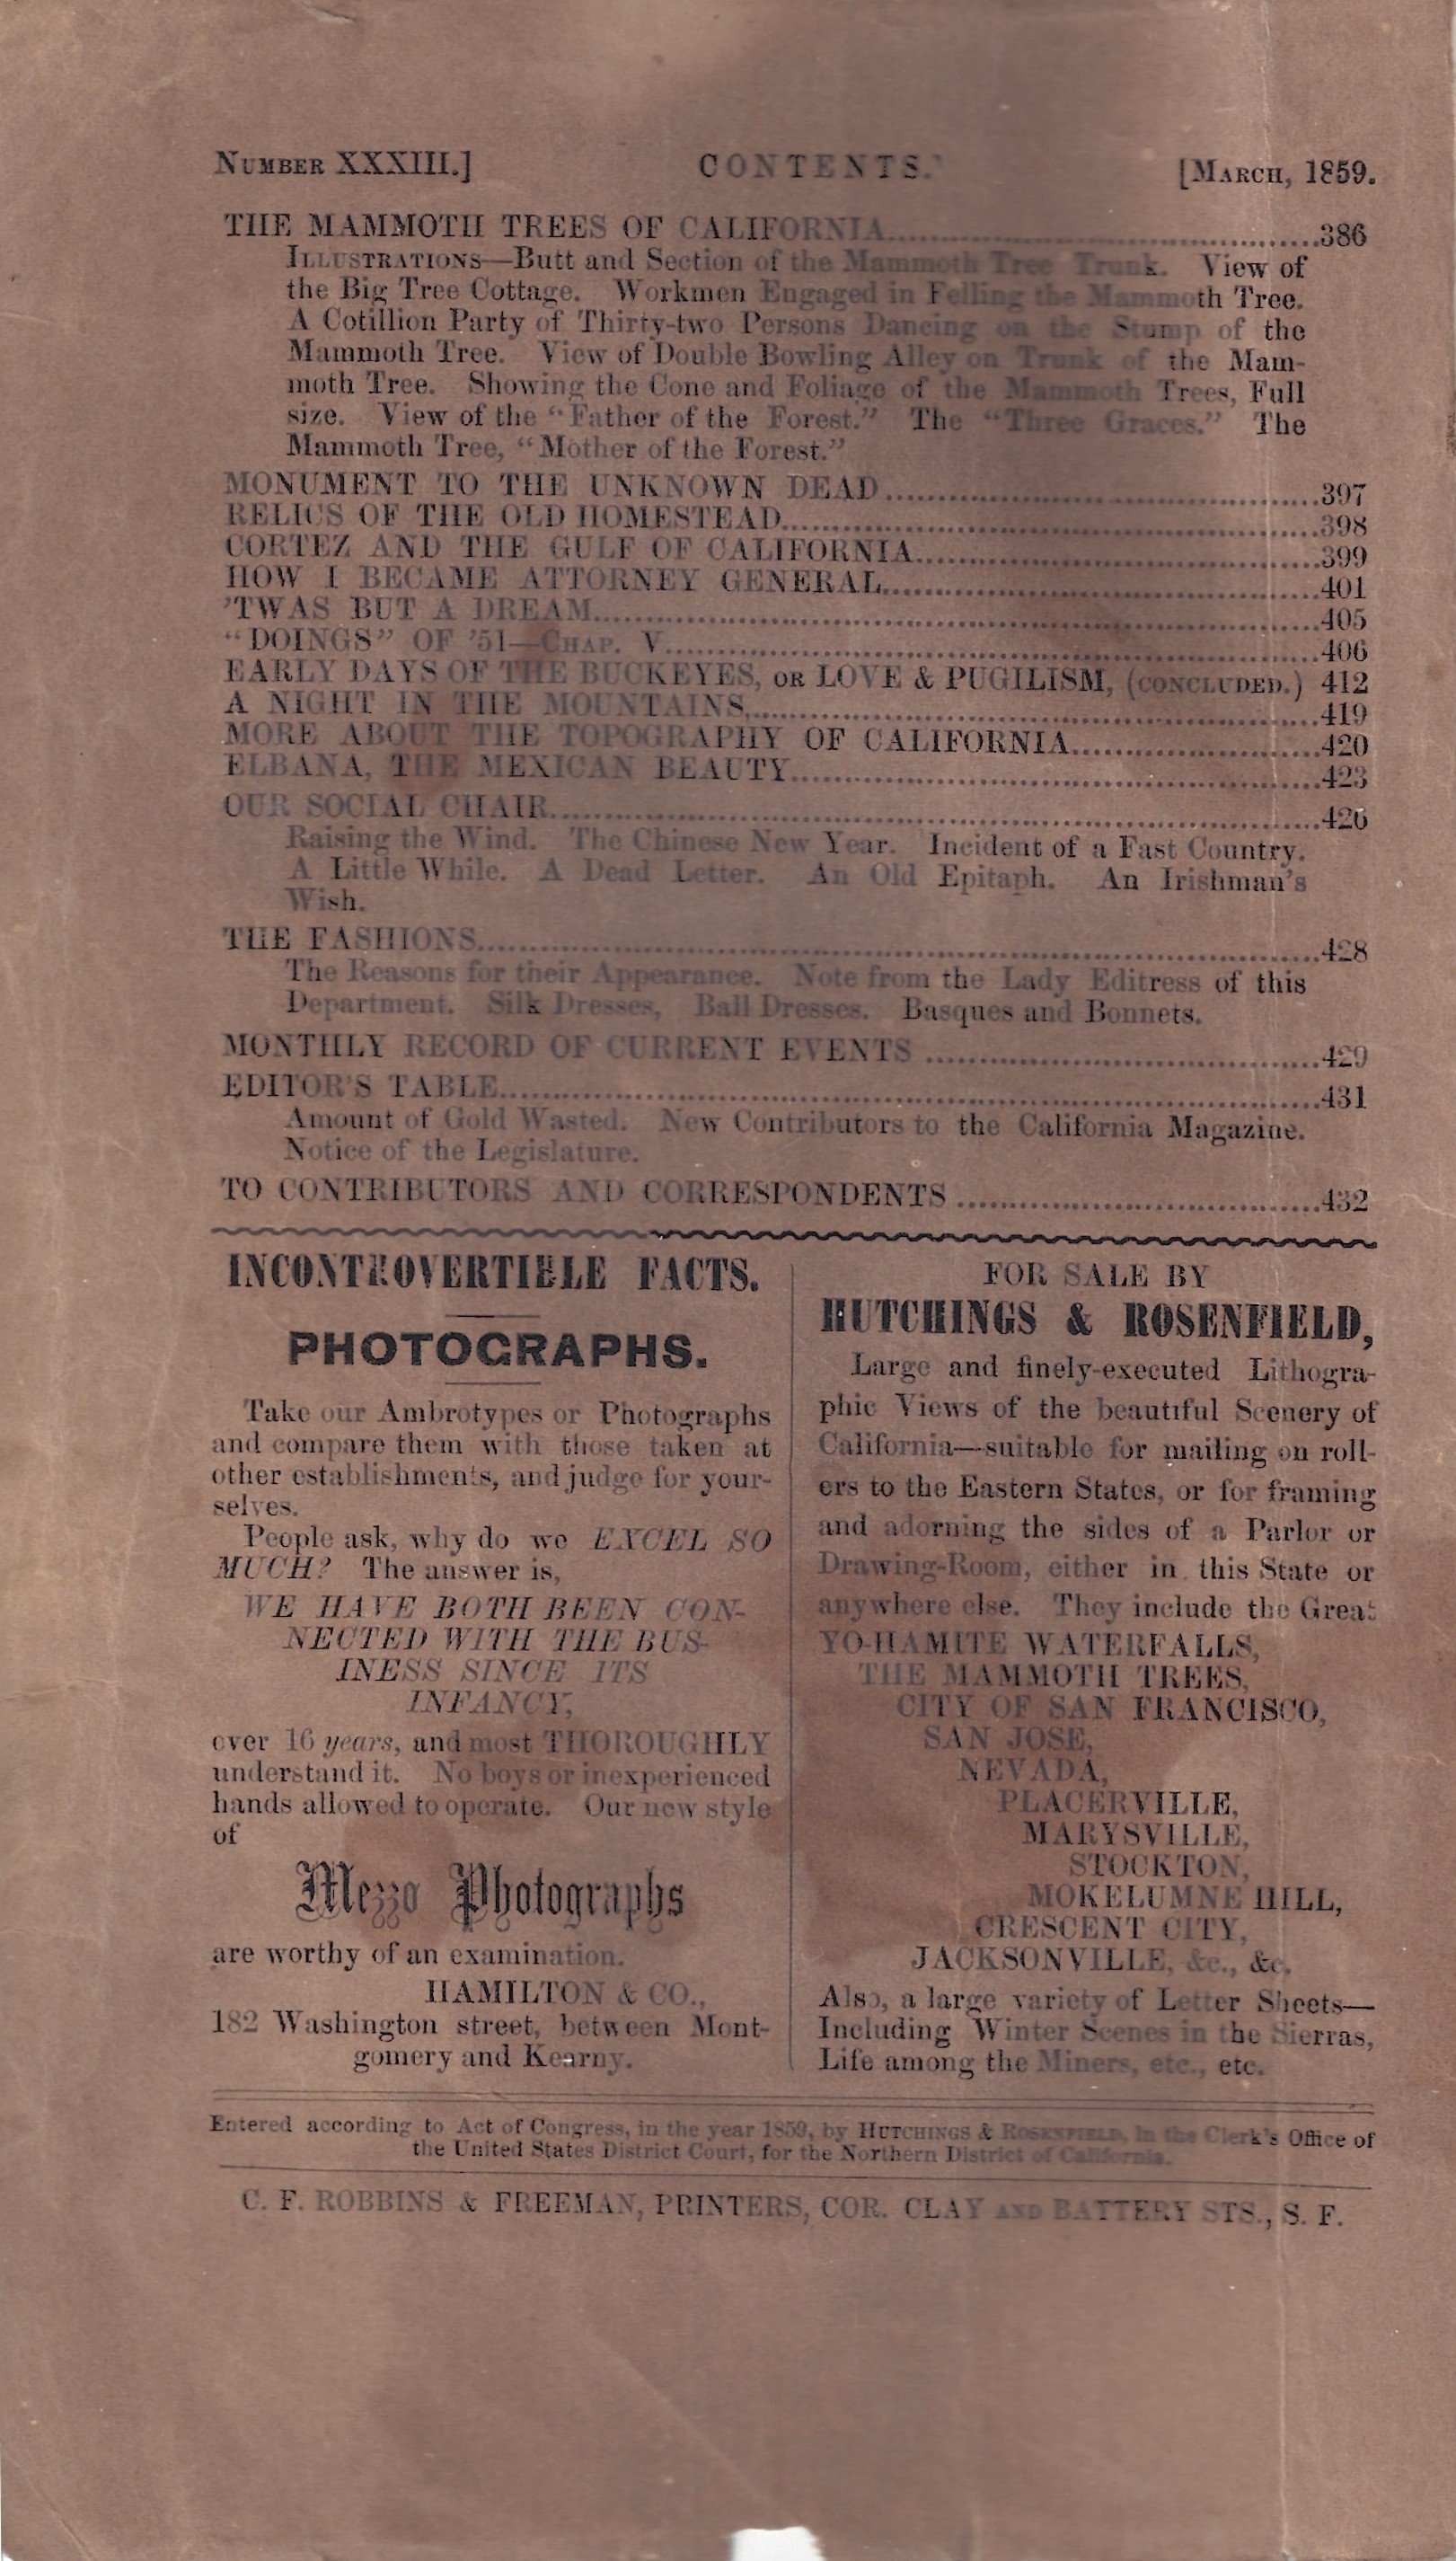 NUMBER XXXIII.] CONTENTS. [MARCH, 1859.
THE MAMMOTH TREES OF CALIFORNIA.......386
ILLUSTRATIONS—Butt and Section of the Mammoth Tree Trunk. View of
the Big Tree Cottage. Workmen Engaged in Felling the Mammoth Tree.
A Cotillion Party of Thirty-two Persons Dancing on the Stump of the
Mammoth Tree. View of Double Bowling Alley on Trunk of the Mam-
moth Tree. Showing the Cone and Foliage of the Mammoth Trees, Full
size. View of the "Father of the Forest." The "Three Graces." The
Mammoth Tree, "Mother of the Forest."
MONUMENT TO THE UNKNOWN DEAD.......397
RELICS OF THE OLD HOMESTEAD.......398
CORTEZ AND THE GULF OF CALIFORNIA.......399
HOW I BECAME ATTORNEY GENERAL.......401
'TWAS BUT A DREAM.......405
"DOINGS" OF '51—CHAP. V.......406
EARLY DAYS OF THE BUCKEYES, OR LOVE & PUGILISM, (CONCLUDED.) 412
A NIGHT IN THE MOUNTAINS,.......419
MORE ABOUT THE TOPOGRAPHY OF CALIFORNIA.......420
ELBANA, THE MEXICAN BEAUTY.......423
OUR SOCIAL CHAIR.......426
Raising the Wind. The Chinese New Year. Incident of a Fast Country.
A Little While. A Dead Letter. An Old Epitaph. An Irishman's
Wish.
THE FASHIONS.......428
The Reasons for their Appearance. Note from the Lady Editress of this
Department. Silk Dresses, Ball Dresses. Basques and Bonnets.
MONTHLY RECORD OF CURRENT EVENTS .......429
EDITOR'S TABLE.......431
Amount of Gold Wasted. New Contributors to the California Magazine.
Notice of the Legislature.
TO CONTRIBUTORS AND CORRESPONDENTS .......432
INCONTROVERTIBLE FACTS.
PHOTOGRAPHS.
Take our Ambrotypes or Photographs
and compare them with those taken at
other establishments, and judge for your-
selves.
People ask, why do we EXCEL SO
MUCH? The answer is,
WE HAVE BOTH BEEN CON-
NECTED WITH THE BUS-
INESS SINCE ITS
INFANCY,
over 16 years, and most THOROUGHLY
understand it. No boys or inexperienced
hands allowed to operate. Our new style
of
Mezzo Photographs
are worthy of an examination.
HAMILTON & CO.,
182 Washington street, between Mont-
gomery and Kearny.
FOR SALE BY
HUTCHINGS & ROSENFIELD,
Large and finely-executed Lithogra-
phic Views of the beautiful Scenery of
California—suitable for mailing on roll-
ers to the Eastern States, or for framing
and adorning the sides of a Parlor or
Drawing-Room, either in this State or
anywhere else. They include the Great
YO-HAMITE WATERFALLS,
THE MAMMOTH TREES,
CITY OF SAN FRANCISCO,
SAN JOSE,
NEVADA,
PLACERVILLE,
MARYSVILLE,
STOCKTON,
MOKELUMNE HILL,
CRESCENT CITY,
JACKSONVILLE, &c., &c.
Also, a large variety of Letter Sheets—
Including Winter Scenes in the Sierras,
Life among the Miners, etc., etc.
Entered according to Act of Congress, in the year 1859, by HUTCHINGS & ROSENFIELD, in the Clerk's Office of
the United States District Court, for the Northern District of California.
C. F. ROBBINS & FREEMAN, PRINTERS, COR. CLAY AND BATTERY STS., S. F.